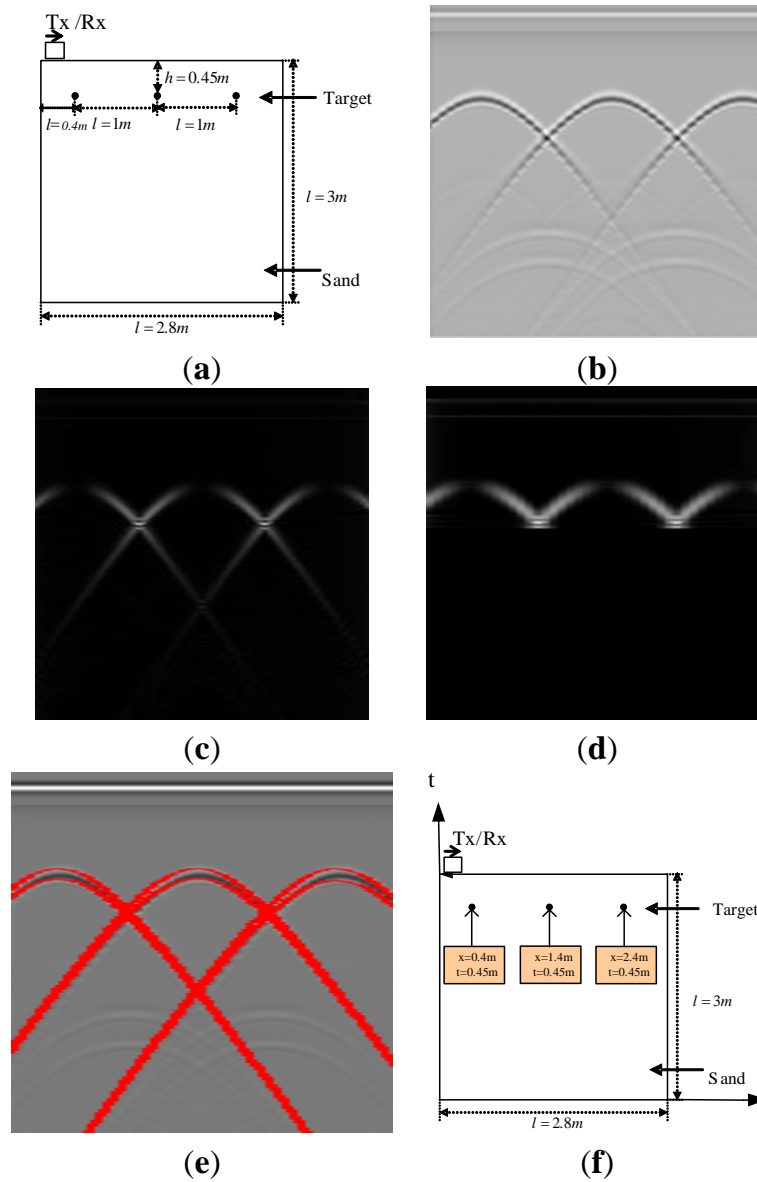 Tx /Rx
h = 0.45m
Target
l = 0.4m l = 1m l = 1m
l = 3m
Sand
l = 2.8m
(a)
(b)
(c)
(d)
(e)
t
Tx/Rx
Target
x=0.4m
t=0.45m
x=1.4m
t=0.45m
x=2.4m
t=0.45m
l = 3m
Sand
l = 2.8m
(f)